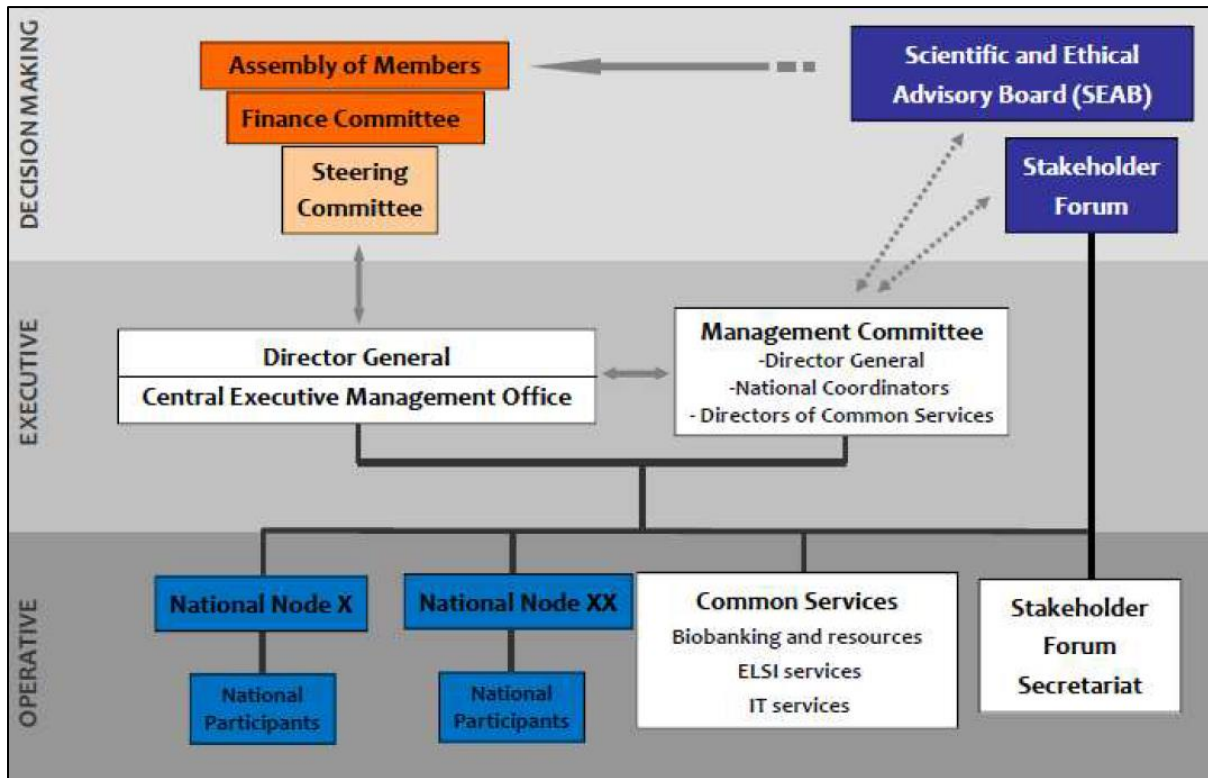 DECISION MAKING
Assembly of Members
Finance Committee
Steering
Committee
Scientific and Ethical
Advisory Board (SEAB)
Stakeholder
Forum
EXECUTIVE
Director General
Central Executive Management Office
Management Committee
-Director General
-National Coordinators
- Directors of Common Services
OPERATIVE
National Node X
National
Participants
National Node XX
National
Participants
Common Services
Biobanking and resources
ELSI services
IT services
Stakeholder
Forum
Secretariat